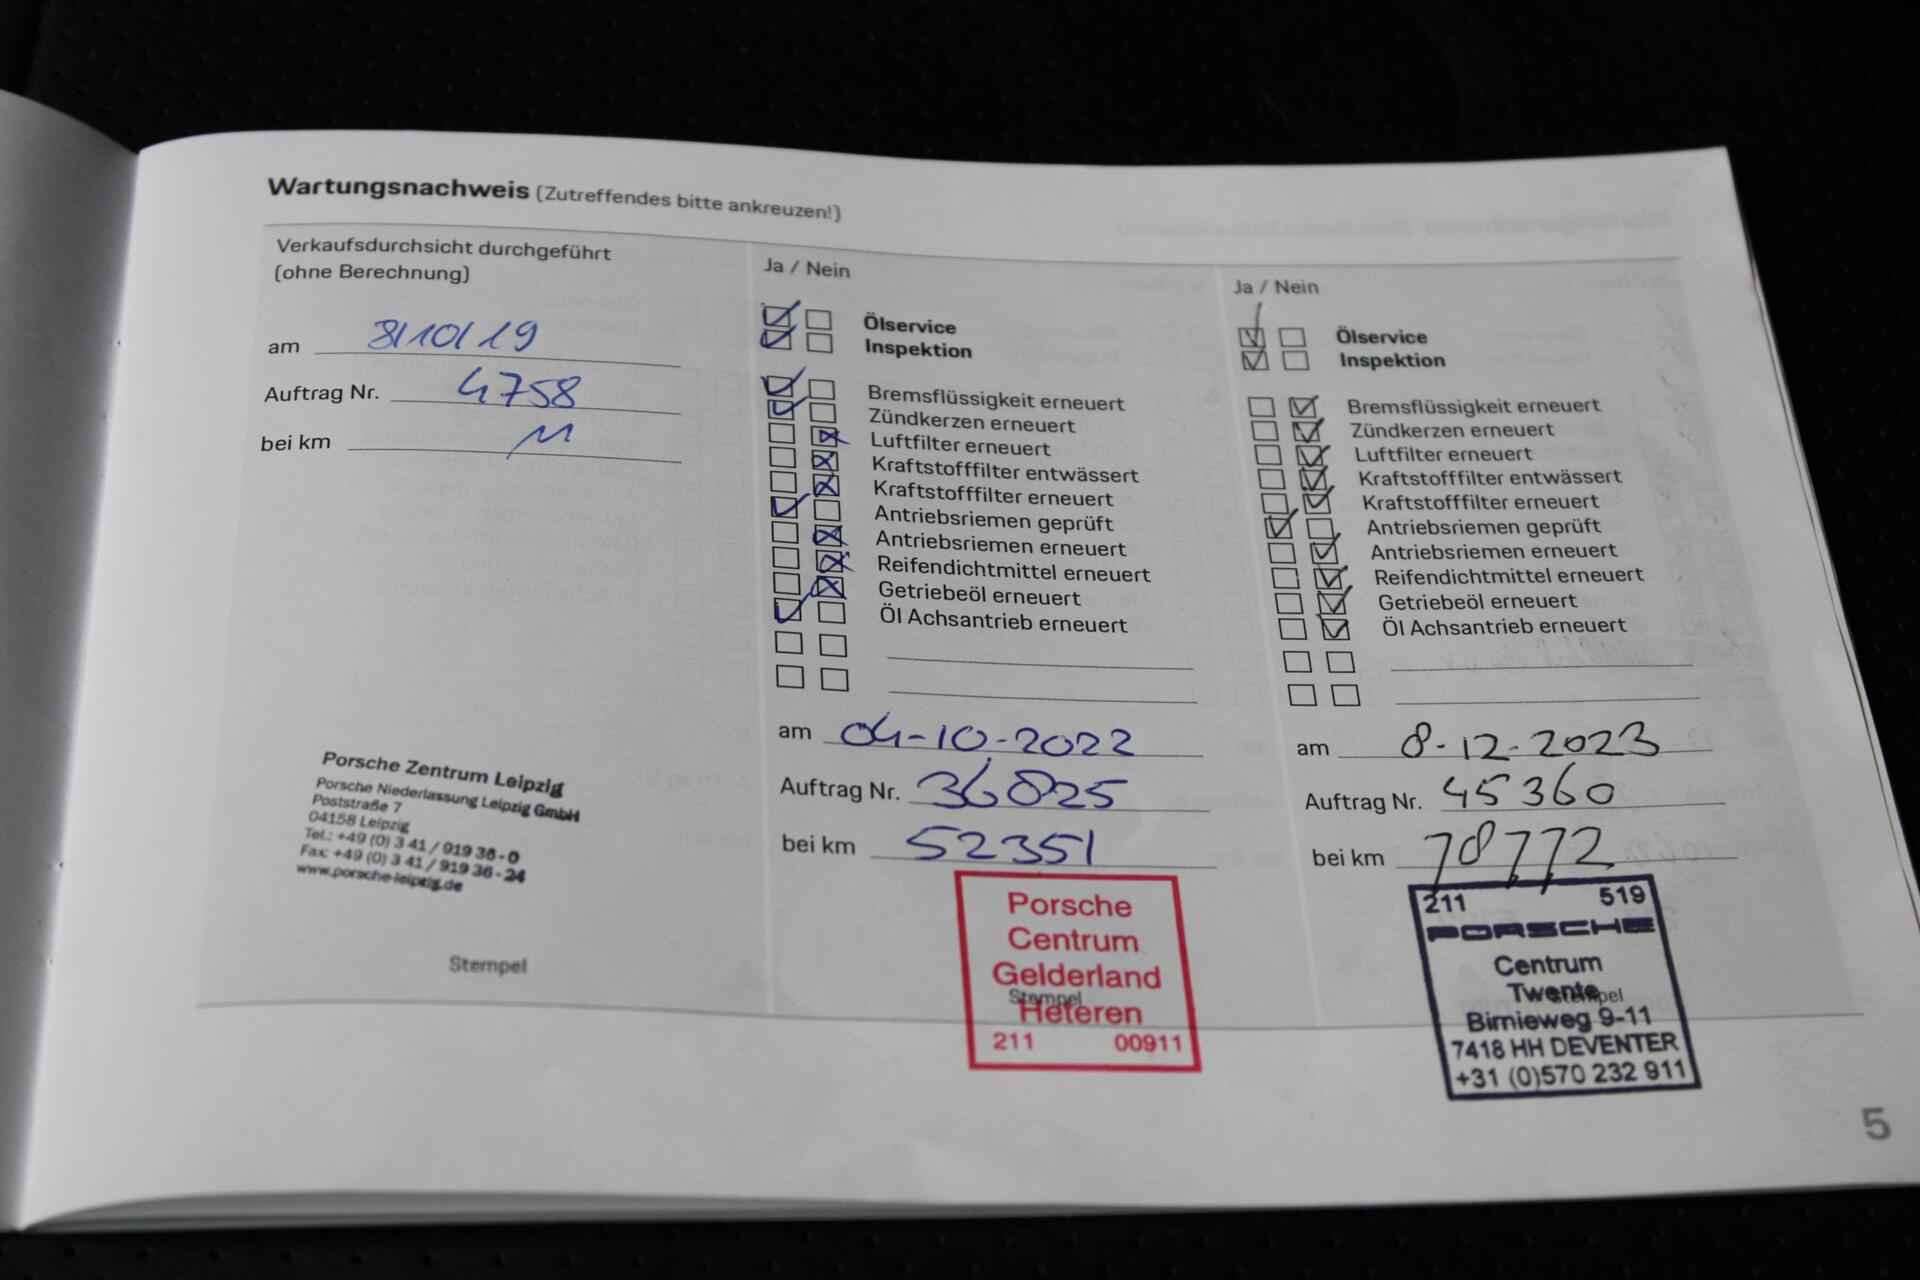 Wartungsnachweis (Zutreffendes bitte ankreuzen!)
Verkaufsdurchsicht durchgeführt
(ohne Berechnung)
am 8/10/19
Auftrag Nr. 4758
bei km 11
Porsche Zentrum Leipzig
Porsche Niederlassung Leipzig GmbH
Poststraße 7
04158 Leipzig
Tel.: +49 (0) 3 41 / 919 36 - 0
Fax: +49 (0) 3 41 / 919 36 - 24
www.porsche-leipzig.de
Stempel
Ja / Nein
Ölservice
Inspektion
Bremsflüssigkeit erneuert
Zündkerzen erneuert
Luftfilter erneuert
Kraftstofffilter entwässert
Kraftstofffilter erneuert
Antriebsriemen geprüft
Antriebsriemen erneuert
Reifendichtmittel erneuert
Getriebeöl erneuert
Öl Achsantrieb erneuert
am 04-10-2022
Auftrag Nr. 36825
bei km 52351
Porsche
Centrum
Gelderland
Stempel
Heteren
211 00911
Ja / Nein
Ölservice
Inspektion
Bremsflüssigkeit erneuert
Zündkerzen erneuert
Luftfilter erneuert
Kraftstofffilter entwässert
Kraftstofffilter erneuert
Antriebsriemen geprüft
Antriebsriemen erneuert
Reifendichtmittel erneuert
Getriebeöl erneuert
Öl Achsantrieb erneuert
am 8-12-2023
Auftrag Nr. 45360
bei km 78772
211 519
PORSCHE
Centrum
Twente
Stempel
Birnieweg 9-11
7418 HH DEVENTER
+31 (0)570 232 911
5